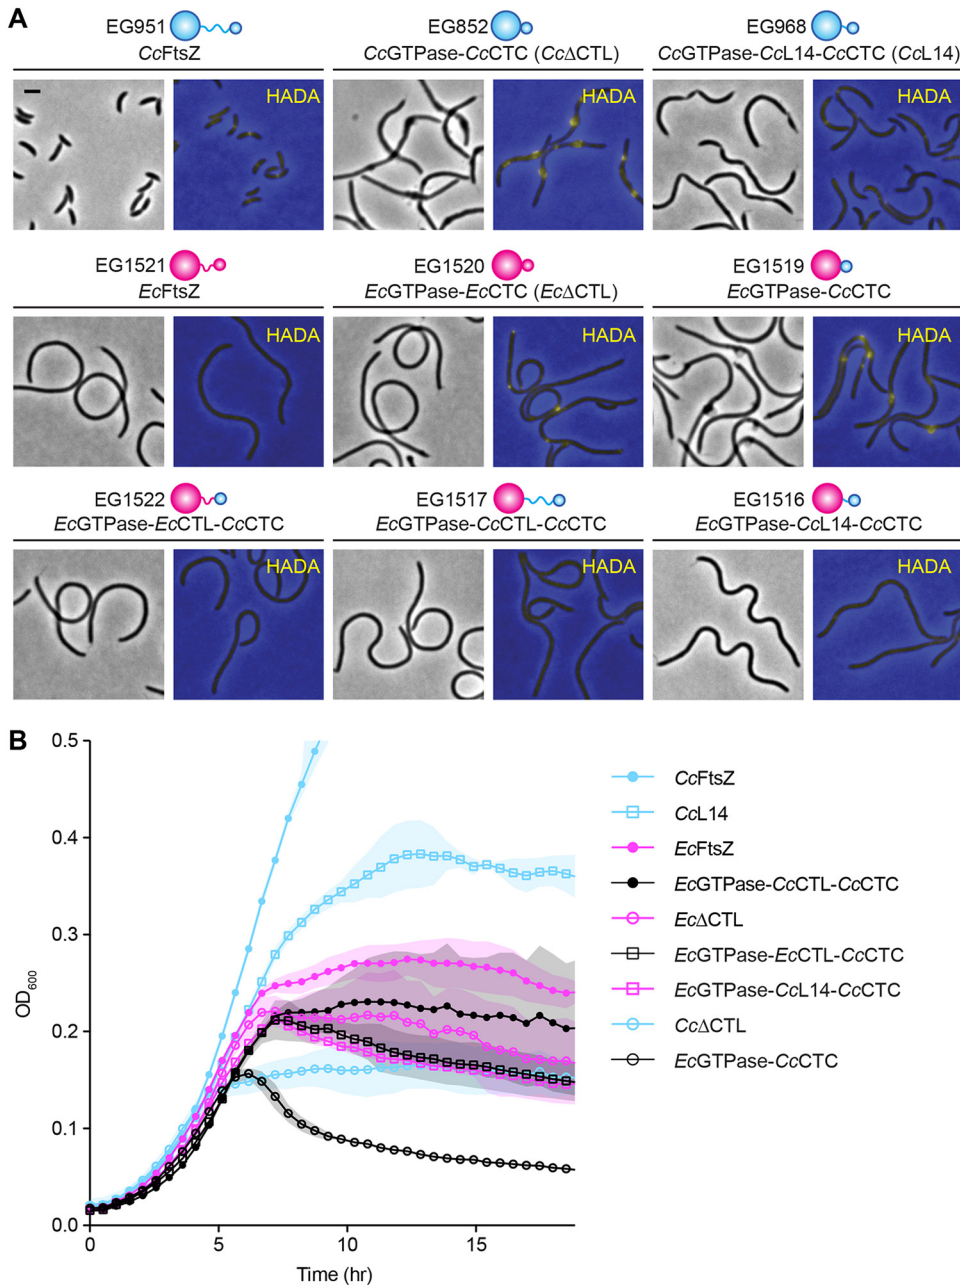 A
EG951
CcFtsZ
EG852
CcGTPase-CcCTC (CcΔCTL)
EG968
CcGTPase-CcL14-CcCTC (CcL14)
HADA
HADA
HADA
EG1521
EcFtsZ
EG1520
EcGTPase-EcCTC (EcΔCTL)
EG1519
EcGTPase-CcCTC
HADA
HADA
HADA
EG1522
EcGTPase-EcCTL-CcCTC
EG1517
EcGTPase-CcCTL-CcCTC
EG1516
EcGTPase-CcL14-CcCTC
HADA
HADA
HADA
B
OD600
0.5
0.4
0.3
0.2
0.1
0.0
0
5
10
15
Time (hr)
CcFtsZ
CcL14
EcFtsZ
EcGTPase-CcCTL-CcCTC
EcΔCTL
EcGTPase-EcCTL-CcCTC
EcGTPase-CcL14-CcCTC
CcΔCTL
EcGTPase-CcCTC